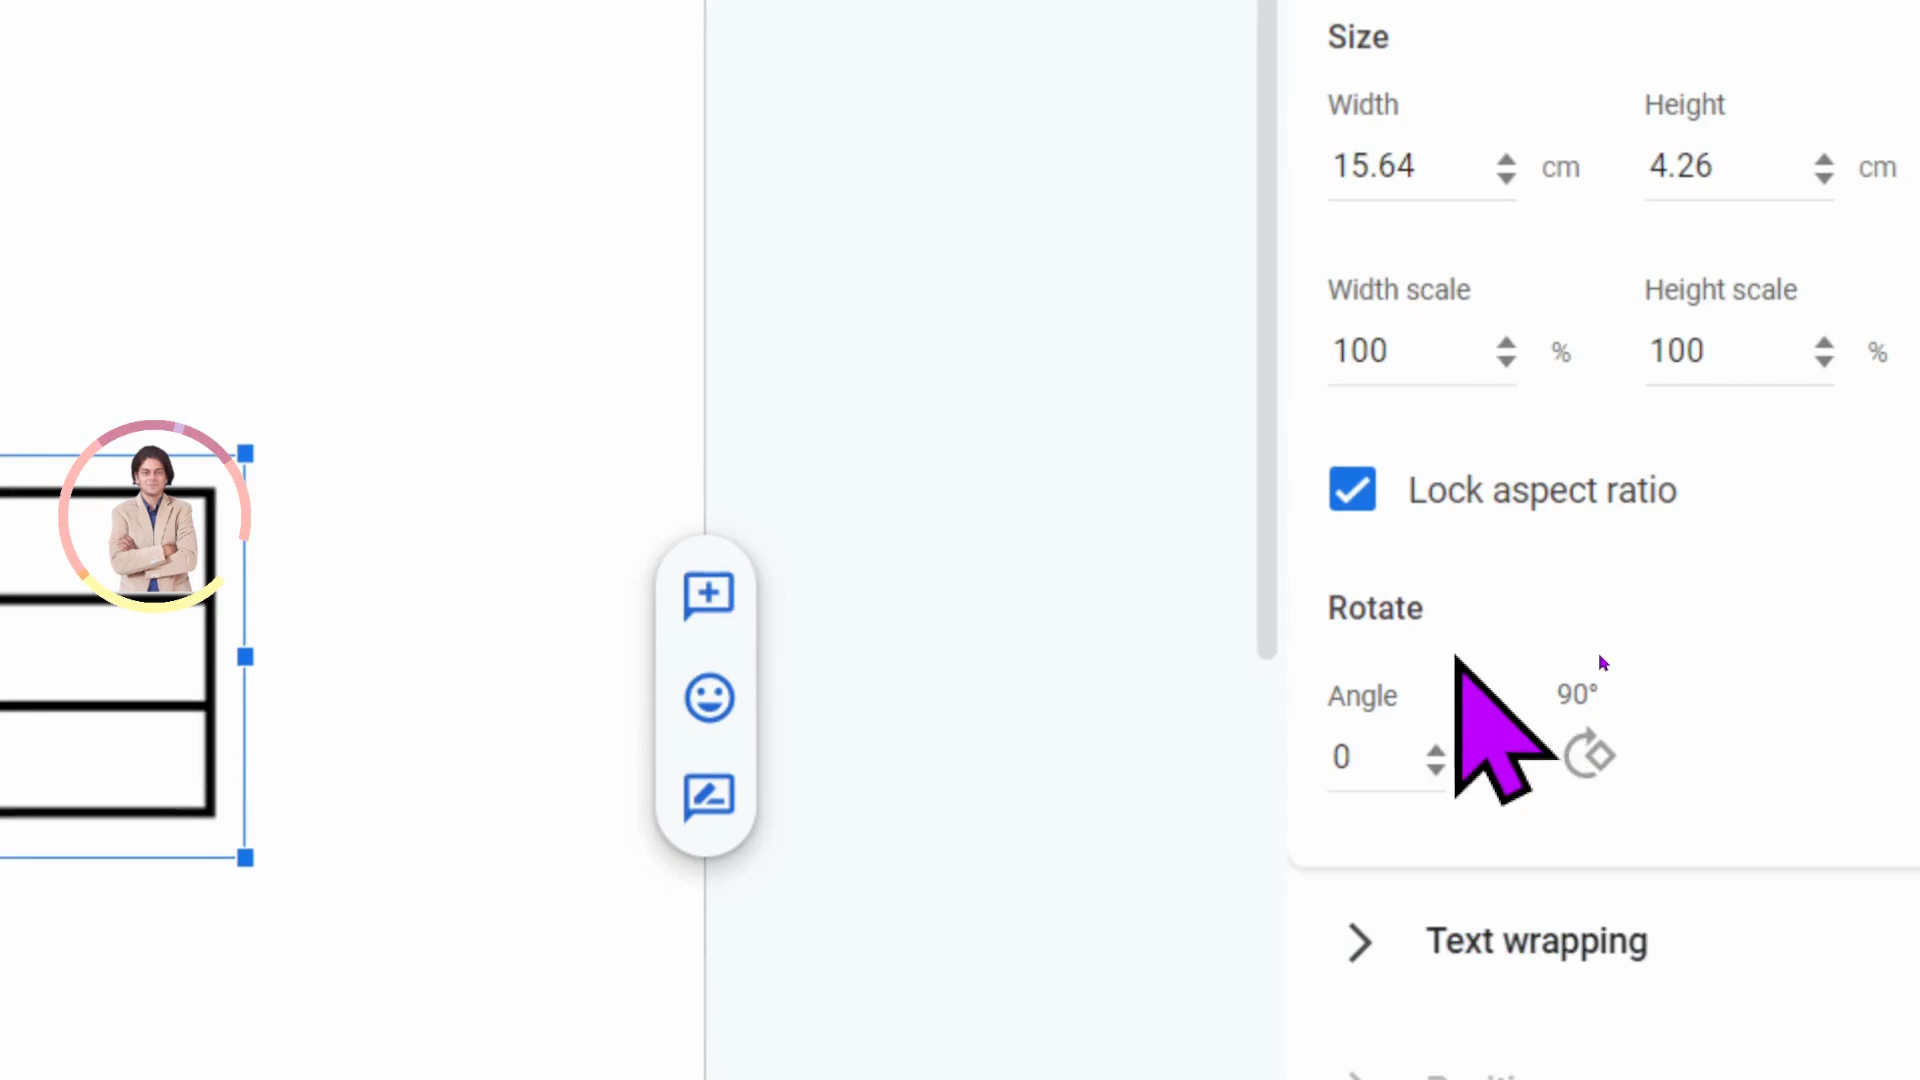 Size
Width Height
15.64 cm 4.26 cm
Width scale Height scale
100 % 100 %
Lock aspect ratio
Rotate
Angle 90°
0
Text wrapping